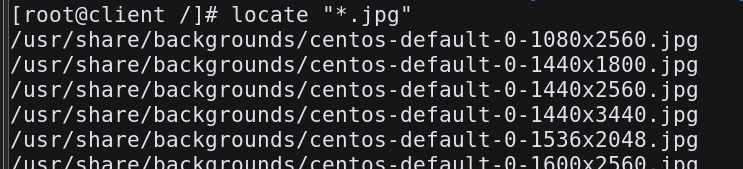 [root@client /]# locate "*.jpg"
/usr/share/backgrounds/centos-default-0-1080x2560.jpg
/usr/share/backgrounds/centos-default-0-1440x1800.jpg
/usr/share/backgrounds/centos-default-0-1440x2560.jpg
/usr/share/backgrounds/centos-default-0-1440x3440.jpg
/usr/share/backgrounds/centos-default-0-1536x2048.jpg
/usr/share/backgrounds/centos-default-0-1600x2560.jpg